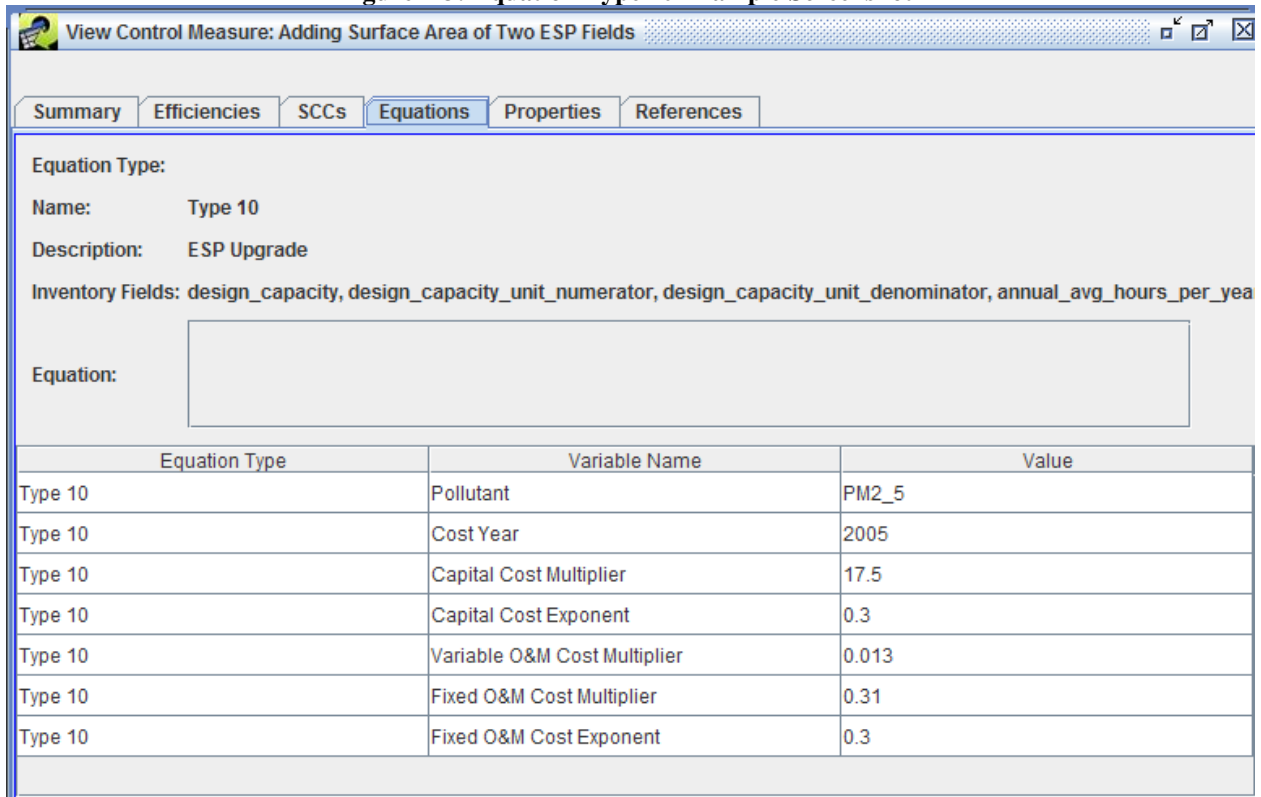 View Control Measure: Adding Surface Area of Two ESP Fields
Summary Efficiencies SCCs Equations Properties References
Equation Type:
Name: Type 10
Description: ESP Upgrade
Inventory Fields: design_capacity, design_capacity_unit_numerator, design_capacity_unit_denominator, annual_avg_hours_per_yea
Equation:
Equation Type Variable Name Value
Type 10 Pollutant PM2_5
Type 10 Cost Year 2005
Type 10 Capital Cost Multiplier 17.5
Type 10 Capital Cost Exponent 0.3
Type 10 Variable O&M Cost Multiplier 0.013
Type 10 Fixed O&M Cost Multiplier 0.31
Type 10 Fixed O&M Cost Exponent 0.3